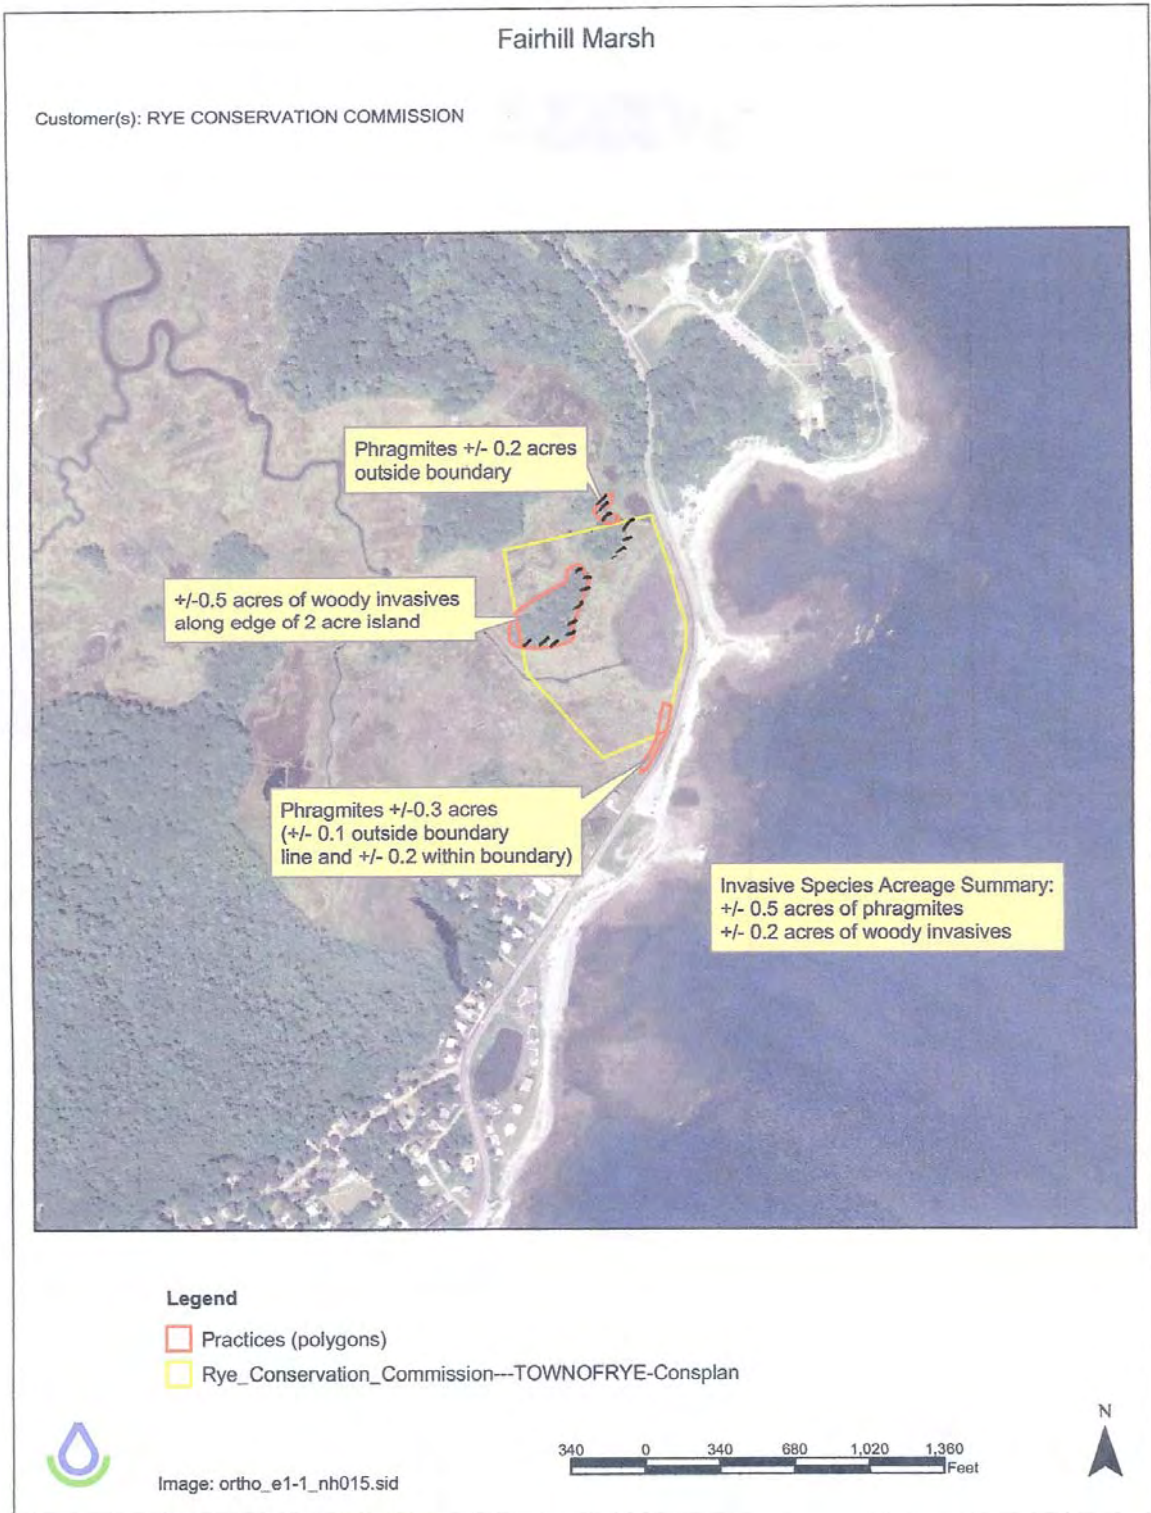 Fairhill Marsh
Customer(s): RYE CONSERVATION COMMISSION
Phragmites +/- 0.2 acres
outside boundary
+/-0.5 acres of woody invasives
along edge of 2 acre island
Phragmites +/-0.3 acres
(+/- 0.1 outside boundary
line and +/- 0.2 within boundary)
Invasive Species Acreage Summary:
+/- 0.5 acres of phragmites
+/- 0.2 acres of woody invasives
Legend
Practices (polygons)
Rye_Conservation_Commission---TOWNOFRYE-Consplan
N
340 0 340 680 1,020 1,360
Feet
Image: ortho_e1-1_nh015.sid